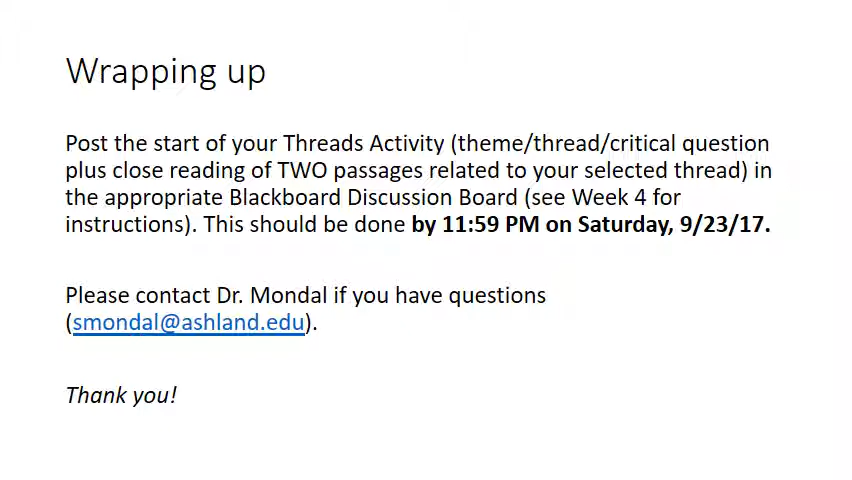 Wrapping up
Post the start of your Threads Activity (theme/thread/critical question
plus close reading of TWO passages related to your selected thread) in
the appropriate Blackboard Discussion Board (see Week 4 for
instructions). This should be done by 11:59 PM on Saturday, 9/23/17.
Please contact Dr. Mondal if you have questions
(smondal@ashland.edu).
Thank you!